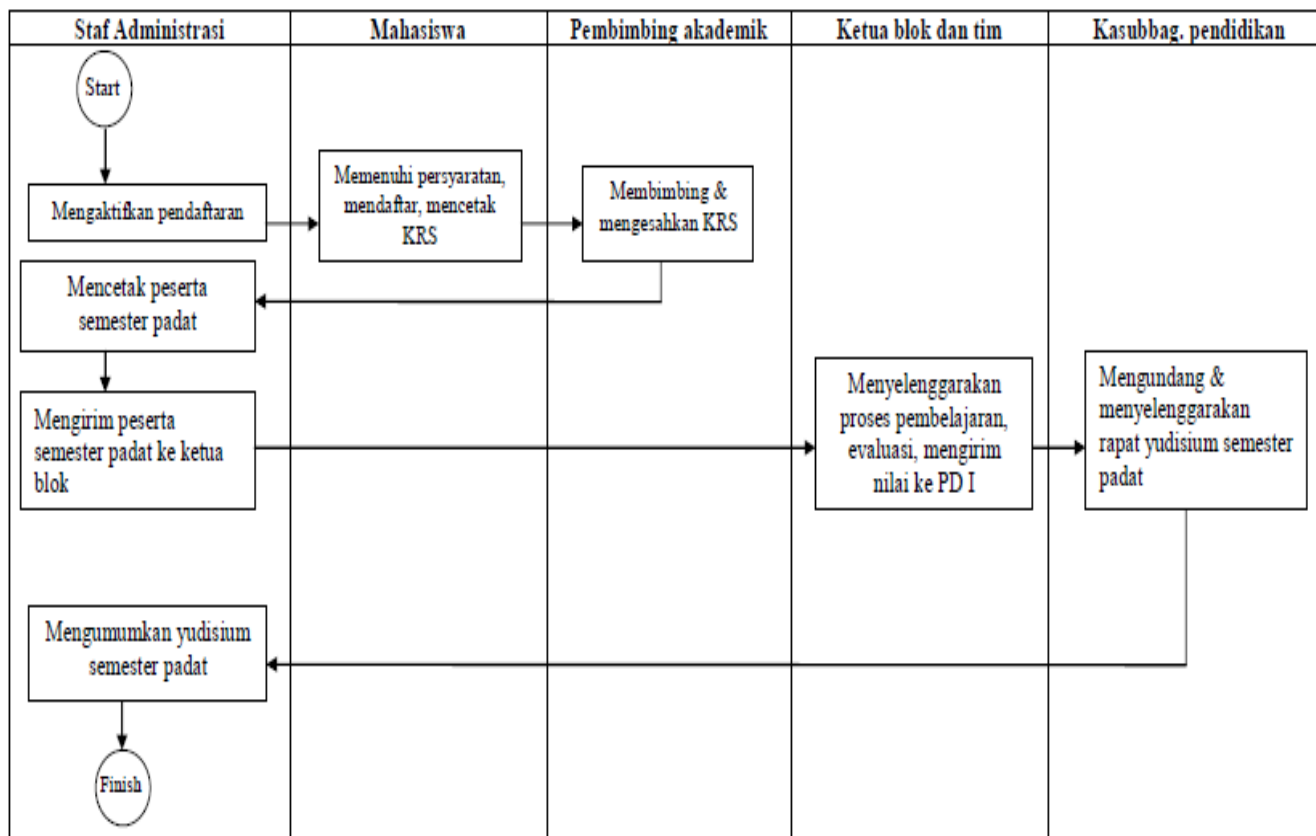 Staf Administrasi
Mahasiswa
Pembimbing akademik
Ketua blok dan tim
Kasubbag. pendidikan
Start
Mengaktifkan pendaftaran
Memenuhi persyaratan,
mendaftar, mencetak
KRS
Membimbing &
mengesahkan KRS
Mencetak peserta
semester padat
Mengirim peserta
semester padat ke ketua
blok
Menyelenggarakan
proses pembelajaran,
evaluasi, mengirim
nilai ke PD I
Mengundang &
menyelenggarakan
rapat yudisium semester
padat
Mengumumkan yudisium
semester padat
Finish